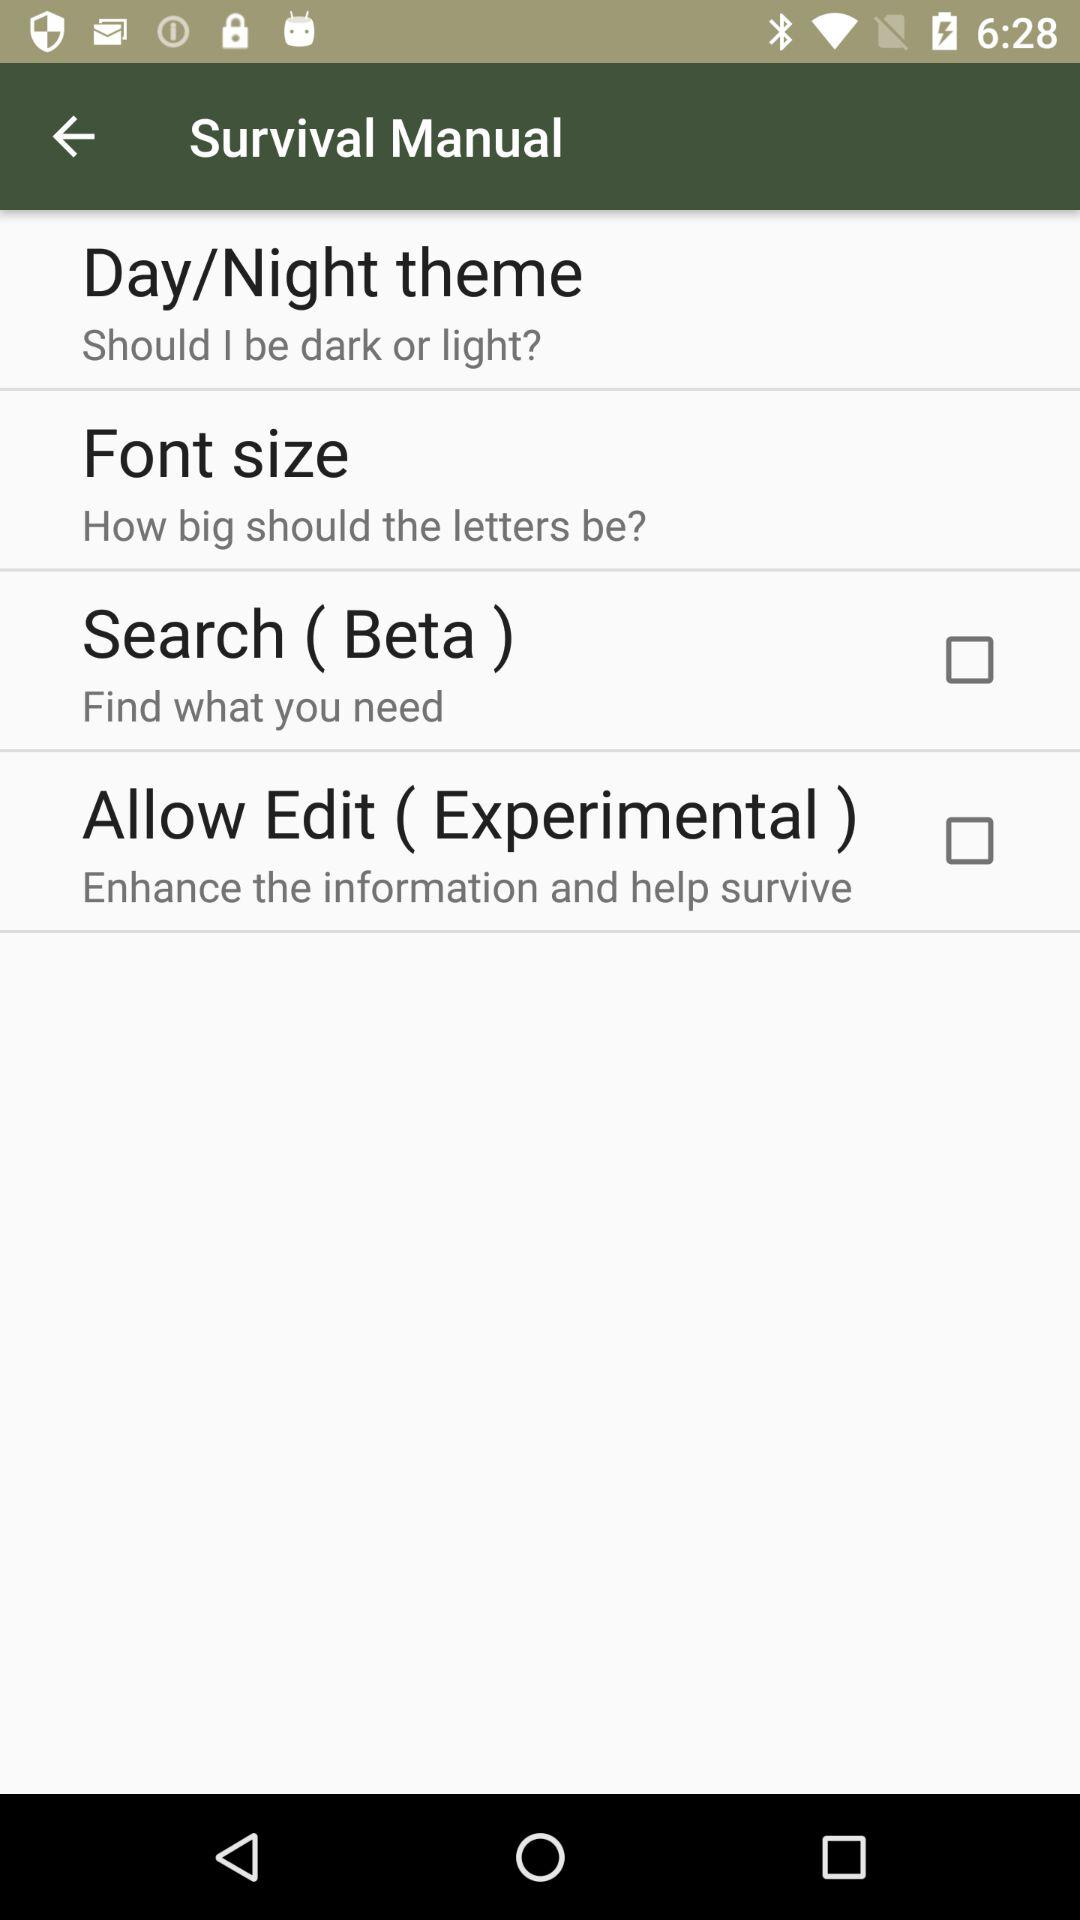 6:28
Survival Manual
Day/Night theme
Should I be dark or light?
Font size
How big should the letters be?
Search ( Beta )
Find what you need
Allow Edit ( Experimental )
Enhance the information and help survive